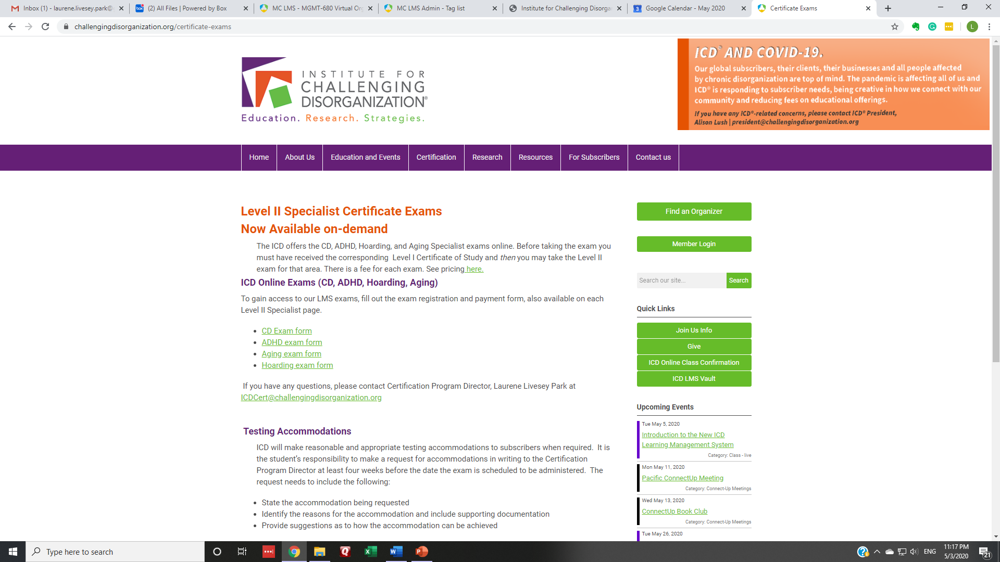 Inbox (1) - laurene.livesey.park@
(2) All Files | Powered by Box
MC LMS - MGMT-680 Virtual Or
MC LMS Admin - Tag list
Institute for Challenging Disorga
Google Calendar - May 2020
Certificate Exams
challengingdisorganization.org/certificate-exams
L
ICD® AND COVID-19.
Our global subscribers, their clients, their businesses and all people affected
by chronic disorganization are top of mind. The pandemic is affecting all of us and
ICD® is responding to subscriber needs, being creative in how we connect with our
community and reducing fees on educational offerings.
If you have any ICD®-related concerns, please contact ICD® President,
Alison Lush | president@challengingdisorganization.org
INSTITUTE FOR
CHALLENGING
DISORGANIZATION®
Education. Research. Strategies.
Home
About Us
Education and Events
Certification
Research
Resources
For Subscribers
Contact us
Level II Specialist Certificate Exams
Now Available on-demand
The ICD offers the CD, ADHD, Hoarding, and Aging Specialist exams online. Before taking the exam you
must have received the corresponding  Level I Certificate of Study and then you may take the Level II
exam for that area. There is a fee for each exam. See pricing here.
ICD Online Exams (CD, ADHD, Hoarding, Aging)
To gain access to our LMS exams, fill out the exam registration and payment form, also available on each
Level II Specialist page.
• CD Exam form
• ADHD exam form
• Aging exam form
• Hoarding exam form
If you have any questions, please contact Certification Program Director, Laurene Livesey Park at
ICDCert@challengingdisorganization.org
Testing Accommodations
ICD will make reasonable and appropriate testing accommodations to subscribers when required.  It is
the student's responsibility to make a request for accommodations in writing to the Certification
Program Director at least four weeks before the date the exam is scheduled to be administered.  The
request needs to include the following:
• State the accommodation being requested
• Identify the reasons for the accommodation and include supporting documentation
• Provide suggestions as to how the accommodation can be achieved
Find an Organizer
Member Login
Search our site...
Search
Quick Links
Join Us Info
Give
ICD Online Class Confirmation
ICD LMS Vault
Upcoming Events
Tue May 5, 2020
Introduction to the New ICD
Learning Management System
Category: Class - live
Mon May 11, 2020
Pacific ConnectUp Meeting
Category: Connect-Up Meetings
Wed May 13, 2020
ConnectUp Book Club
Category: Connect-Up Meetings
Tue May 26, 2020
Type here to search
ENG
11:17 PM
5/3/2020
21